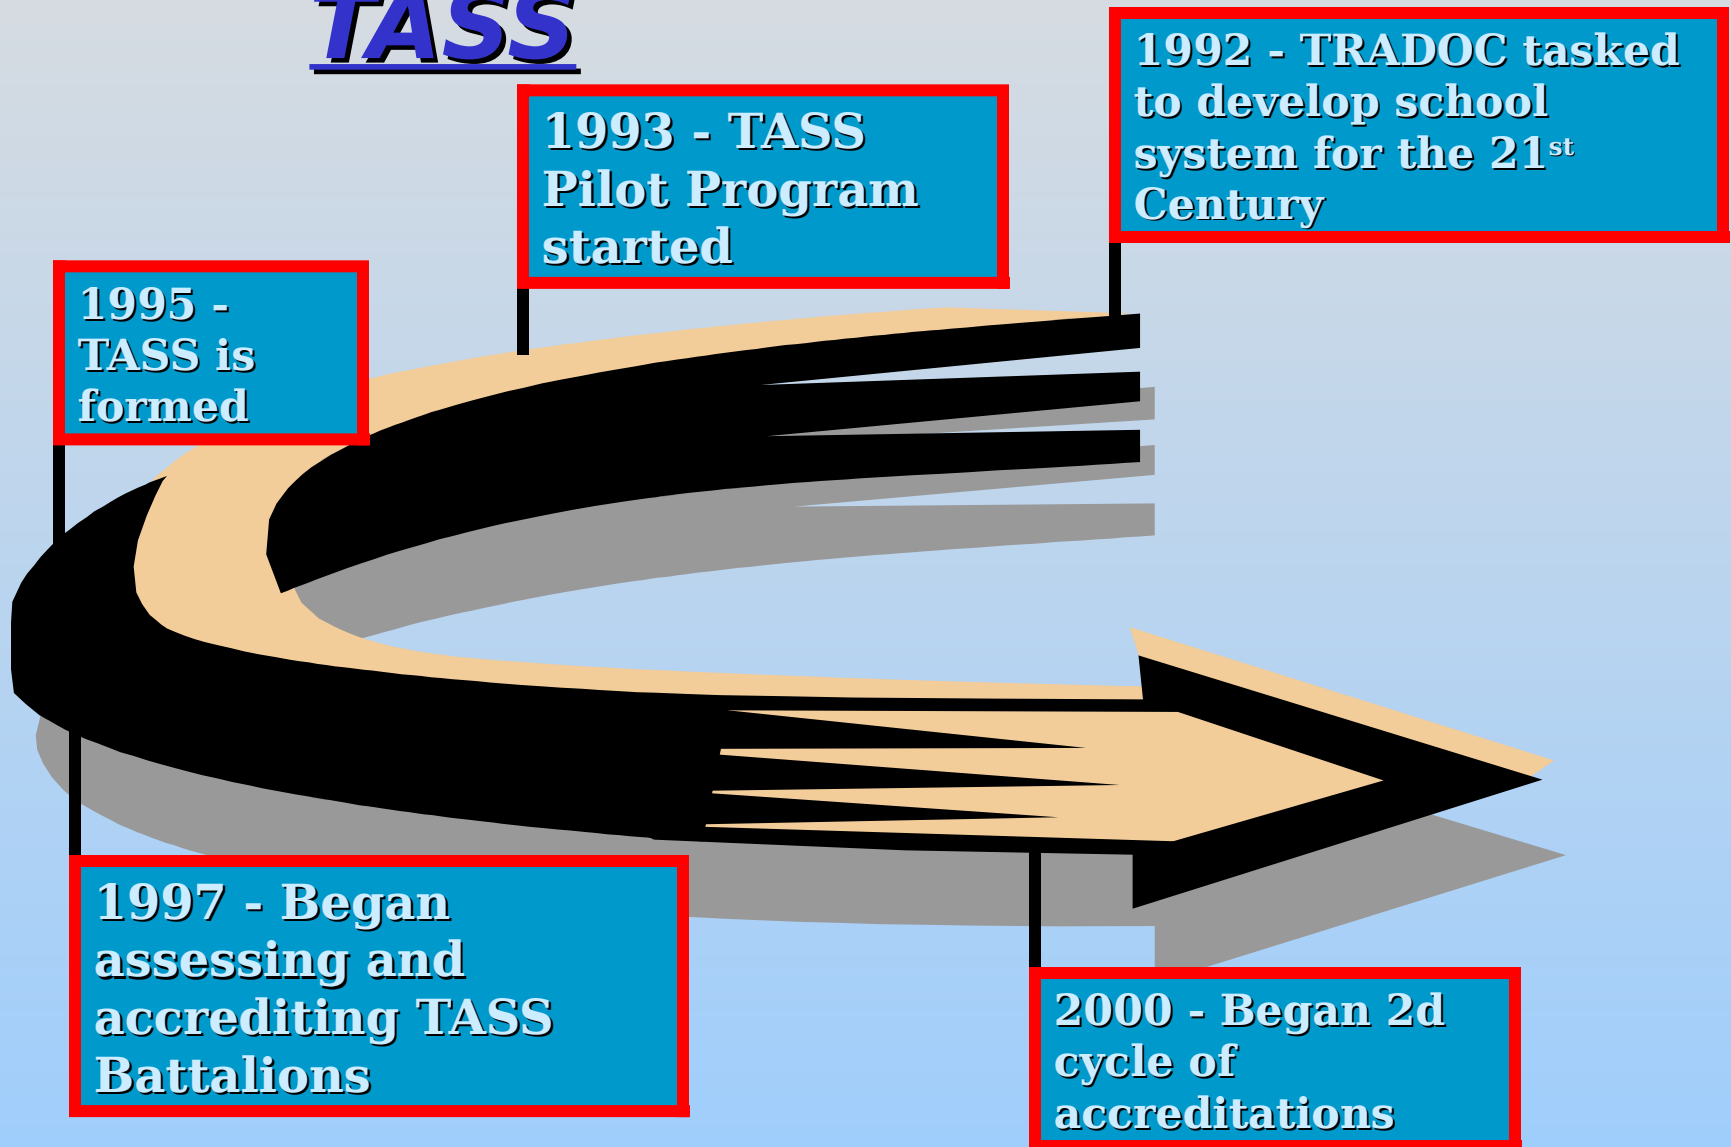 TASS
1992 - TRADOC tasked
to develop school
system for the 21st
Century
1993 - TASS
Pilot Program
started
1995 -
TASS is
formed
1997 - Began
assessing and
accrediting TASS
Battalions
2000 - Began 2d
cycle of
accreditations